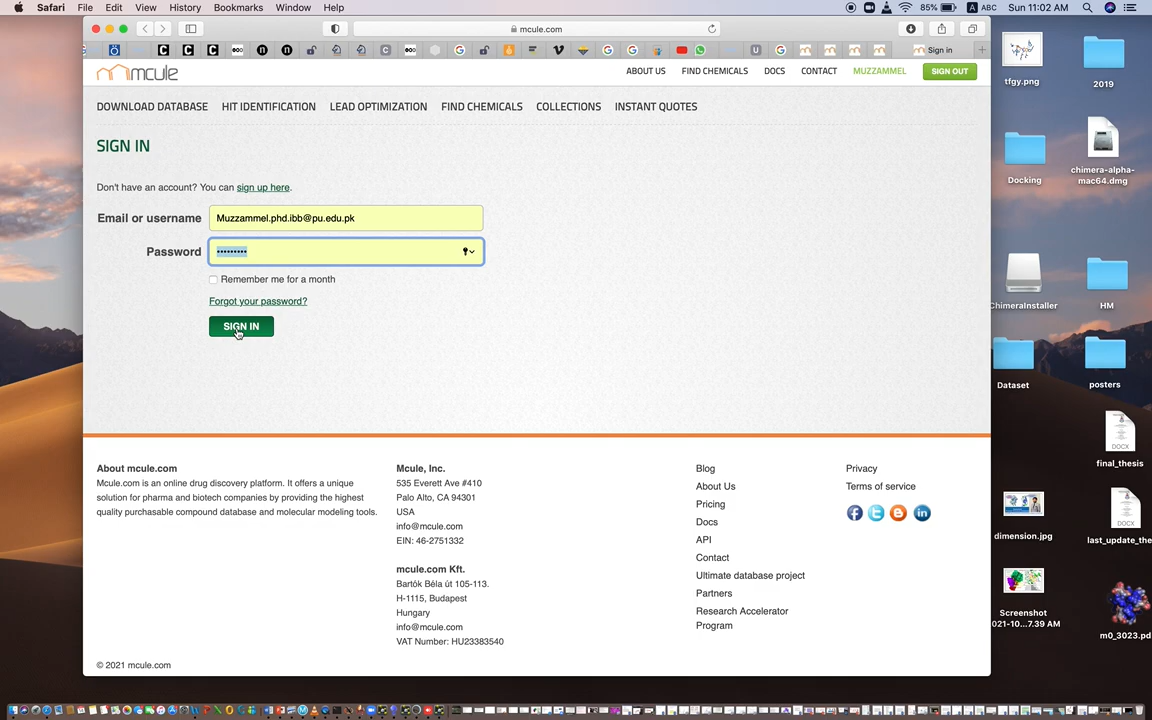 Safari File Edit View History Bookmarks Window Help
85% A ABC Sun 11:02 AM
mcule.com
Sign in
mcule
ABOUT US FIND CHEMICALS DOCS CONTACT MUZZAMMEL SIGN OUT
DOWNLOAD DATABASE HIT IDENTIFICATION LEAD OPTIMIZATION FIND CHEMICALS COLLECTIONS INSTANT QUOTES
SIGN IN
Don't have an account? You can sign up here.
Email or username Muzzammel.phd.ibb@pu.edu.pk
Password •••••••••
Remember me for a month
Forgot your password?
SIGN IN
About mcule.com
Mcule.com is an online drug discovery platform. It offers a unique
solution for pharma and biotech companies by providing the highest
quality purchasable compound database and molecular modeling tools.
Mcule, Inc.
535 Everett Ave #410
Palo Alto, CA 94301
USA
info@mcule.com
EIN: 46-2751332
mcule.com Kft.
Bartók Béla út 105-113.
H-1115, Budapest
Hungary
info@mcule.com
VAT Number: HU23383540
Blog
About Us
Pricing
Docs
API
Contact
Ultimate database project
Partners
Research Accelerator
Program
Privacy
Terms of service
© 2021 mcule.com
tfgy.png
2019
Docking
chimera-alpha-
mac64.dmg
ChimeraInstaller
HM
Dataset
posters
DOCX
final_thesis
dimension.jpg
DOCX
last_update_the
Screenshot
021-10...7.39 AM
m0_3023.pd